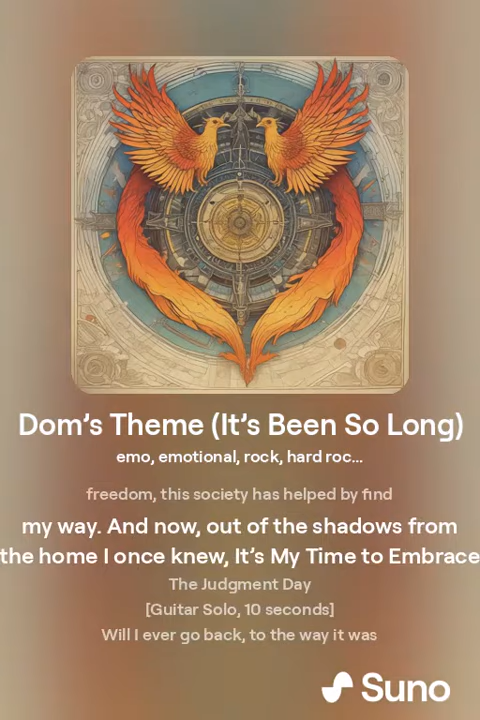 Dom's Theme (It's Been So Long)
emo, emotional, rock, hard roc...
freedom, this society has helped by find
my way. And now, out of the shadows from
the home I once knew, It's My Time to Embrace
The Judgment Day
[Guitar Solo, 10 seconds]
Will I ever go back, to the way it was
Suno